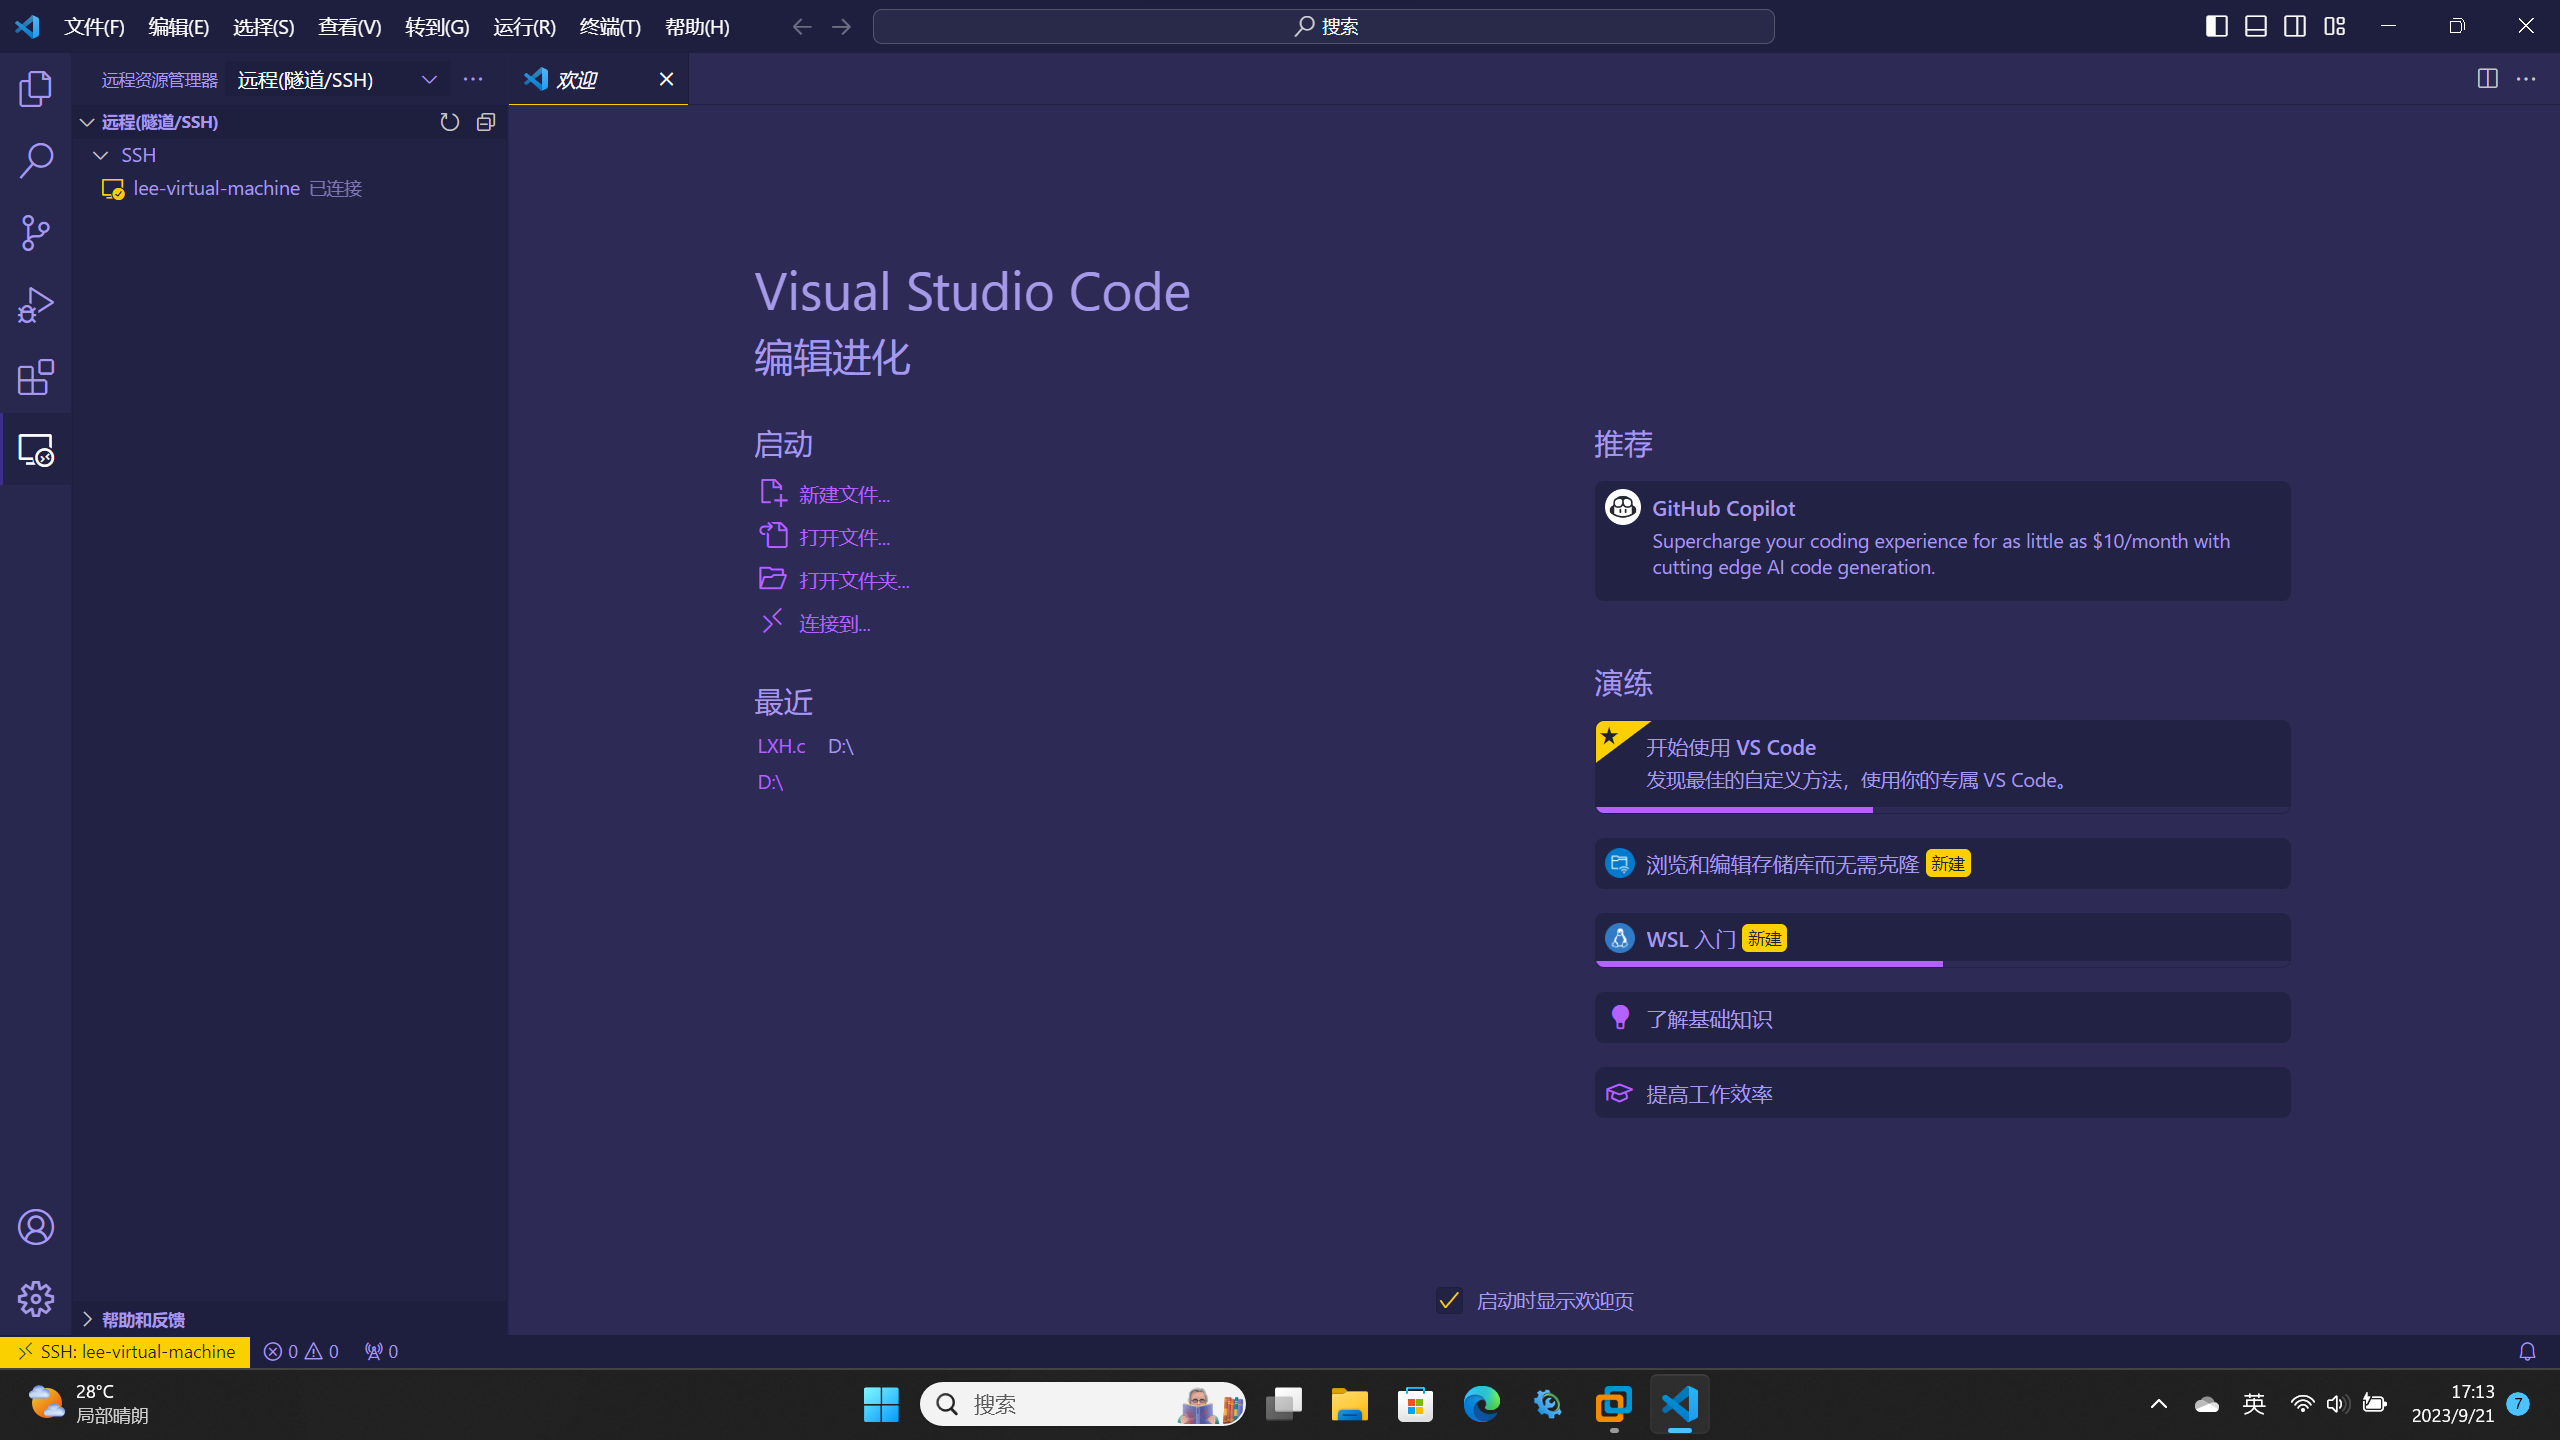 文件(F) 编辑(E) 选择(S) 查看(V) 转到(G) 运行(R) 终端(T) 帮助(H)
搜索
远程资源管理器 远程(隧道/SSH)
欢迎
远程(隧道/SSH)
SSH
lee-virtual-machine 已连接
Visual Studio Code
编辑进化
启动
新建文件...
打开文件...
打开文件夹...
连接到...
最近
LXH.c D:\
D:\
推荐
GitHub Copilot
Supercharge your coding experience for as little as $10/month with
cutting edge AI code generation.
演练
开始使用 VS Code
发现最佳的自定义方法，使用你的专属 VS Code。
浏览和编辑存储库而无需克隆 新建
WSL 入门 新建
了解基础知识
提高工作效率
启动时显示欢迎页
帮助和反馈
SSH: lee-virtual-machine 0 0 0
28°C
局部晴朗
搜索
英
17:13
2023/9/21
7